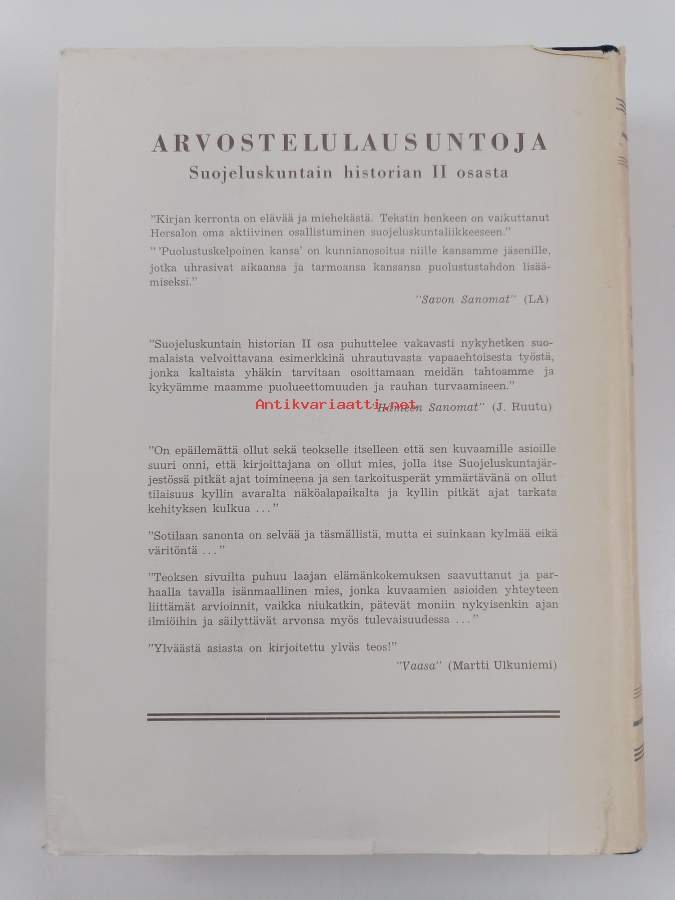 ARVOSTELULAUSUNTOJA
Suojeluskuntain historian II osasta
"Kirjan kerronta on elävää ja miehekästä. Tekstin henkeen on vaikuttanut
Hersalon oma aktiivinen osallistuminen suojeluskuntaliikkeeseen."
" 'Puolustuskelpoinen kansa' on kunnianosoitus niille kansamme jäsenille,
jotka uhrasivat aikaansa ja tarmoansa kansansa puolustustahdon lisää-
miseksi."
"Savon Sanomat" (LA)
"Suojeluskuntain historian II osa puhuttelee vakavasti nykyhetken suo-
malaista velvoittavana esimerkkinä uhrautuvasta vapaaehtoisesta työstä,
jonka kaltaista yhäkin tarvitaan osoittamaan meidän tahtoamme ja
kykyämme maamme puolueettomuuden ja rauhan turvaamiseen."
Antikvariaatti.net
"Hämeen Sanomat" (J. Ruutu)
"On epäilemättä ollut sekä teokselle itselleen että sen kuvaamille asioille
suuri onni, että kirjoittajana on ollut mies, jolla itse Suojeluskuntajär-
jestössä pitkät ajat toimineena ja sen tarkoitusperät ymmärtävänä on ollut
tilaisuus kyllin avaralta näköalapaikalta ja kyllin pitkät ajat tarkata
kehityksen kulkua ..."
"Sotilaan sanonta on selvää ja täsmällistä, mutta ei suinkaan kylmää eikä
väritöntä ..."
"Teoksen sivuilta puhuu laajan elämänkokemuksen saavuttanut ja par-
haalla tavalla isänmaallinen mies, jonka kuvaamien asioiden yhteyteen
liittämät arvioinnit, vaikka niukatkin, pätevät moniin nykyisenkin ajan
ilmiöihin ja säilyttävät arvonsa myös tulevaisuudessa ..."
"Ylväästä asiasta on kirjoitettu ylväs teos!"
"Vaasa" (Martti Ulkuniemi)